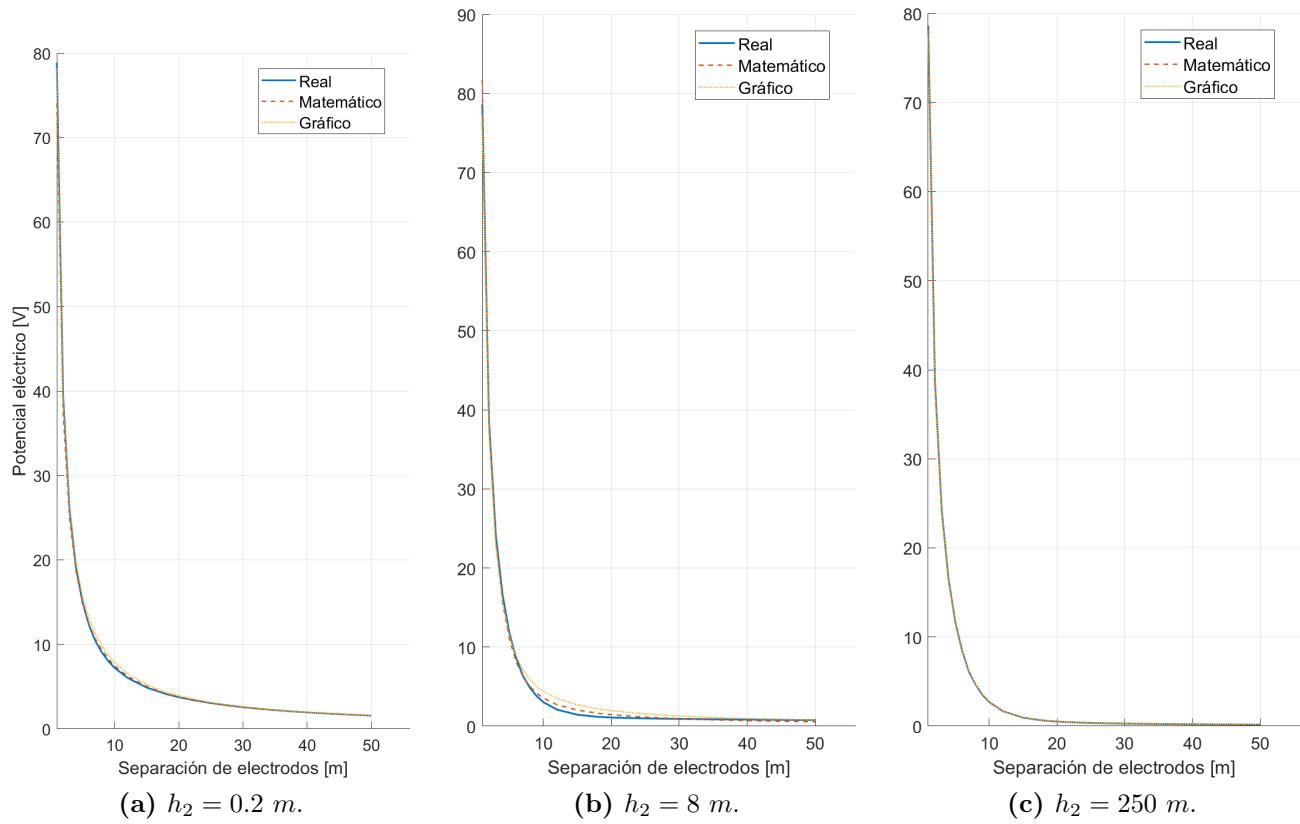 Potencial eléctrico [V]
80
70
60
50
40
30
20
10
0
Real
Matemático
Gráfico
10 20 30 40 50
Separación de electrodos [m]
(a) h₂ = 0.2 m.
90
80
70
60
50
40
30
20
10
0
Real
Matemático
Gráfico
10 20 30 40 50
Separación de electrodos [m]
(b) h₂ = 8 m.
80
70
60
50
40
30
20
10
0
Real
Matemático
Gráfico
10 20 30 40 50
Separación de electrodos [m]
(c) h₂ = 250 m.